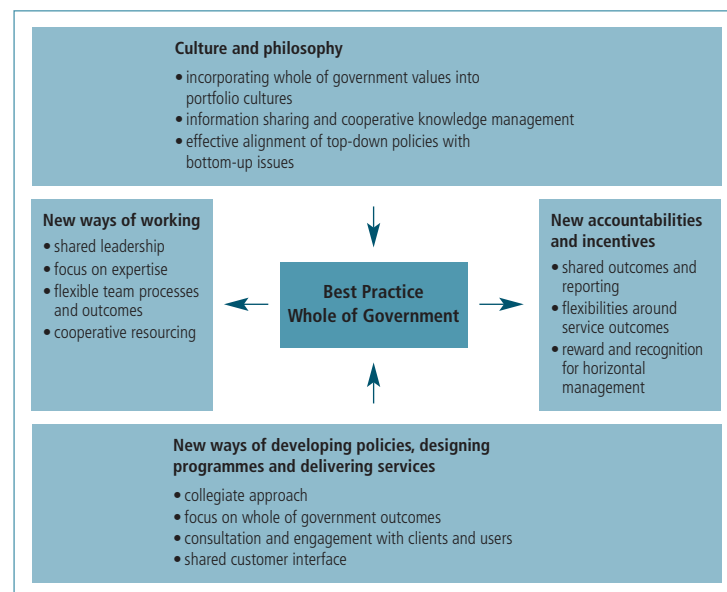 Culture and philosophy
• incorporating whole of government values into
portfolio cultures
• information sharing and cooperative knowledge management
• effective alignment of top-down policies with
bottom-up issues
New ways of working
• shared leadership
• focus on expertise
• flexible team processes
and outcomes
• cooperative resourcing
Best Practice
Whole of Government
New accountabilities
and incentives
• shared outcomes and
reporting
• flexibilities around
service outcomes
• reward and recognition
for horizontal
management
New ways of developing policies, designing
programmes and delivering services
• collegiate approach
• focus on whole of government outcomes
• consultation and engagement with clients and users
• shared customer interface